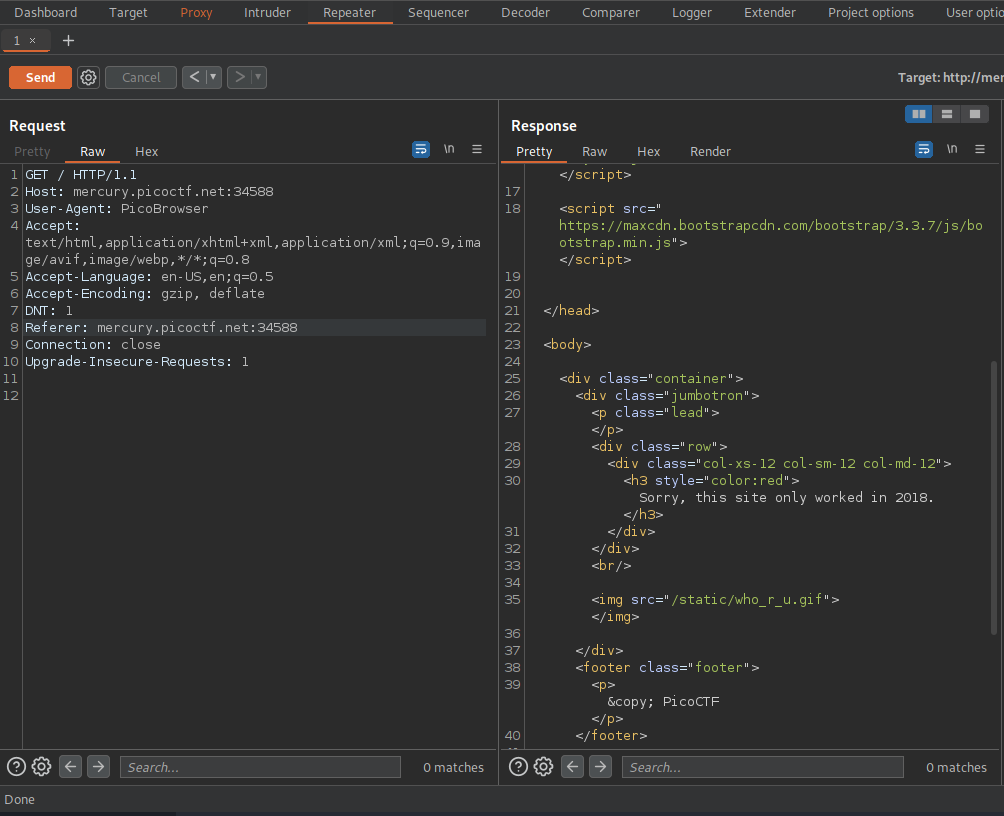 Dashboard Target Proxy Intruder Repeater Sequencer Decoder Comparer Logger Extender Project options User optio
1 × +
Send Cancel < > Target: http://mer
Request
Pretty Raw Hex \n
1 GET / HTTP/1.1
2 Host: mercury.picoctf.net:34588
3 User-Agent: PicoBrowser
4 Accept:
text/html,application/xhtml+xml,application/xml;q=0.9,ima
ge/avif,image/webp,*/*;q=0.8
5 Accept-Language: en-US,en;q=0.5
6 Accept-Encoding: gzip, deflate
7 DNT: 1
8 Referer: mercury.picoctf.net:34588
9 Connection: close
10 Upgrade-Insecure-Requests: 1
11
12
Search... 0 matches
Response
Pretty Raw Hex Render \n
</script>
17
18 <script src="
https://maxcdn.bootstrapcdn.com/bootstrap/3.3.7/js/bo
otstrap.min.js">
</script>
19
20
21 </head>
22
23 <body>
24
25 <div class="container">
26 <div class="jumbotron">
27 <p class="lead">
</p>
28 <div class="row">
29 <div class="col-xs-12 col-sm-12 col-md-12">
30 <h3 style="color:red">
Sorry, this site only worked in 2018.
</h3>
31 </div>
32 </div>
33 <br/>
34
35 <img src="/static/who_r_u.gif">
</img>
36
37 </div>
38 <footer class="footer">
39 <p>
&copy; PicoCTF
</p>
40 </footer>
Search... 0 matches
Done